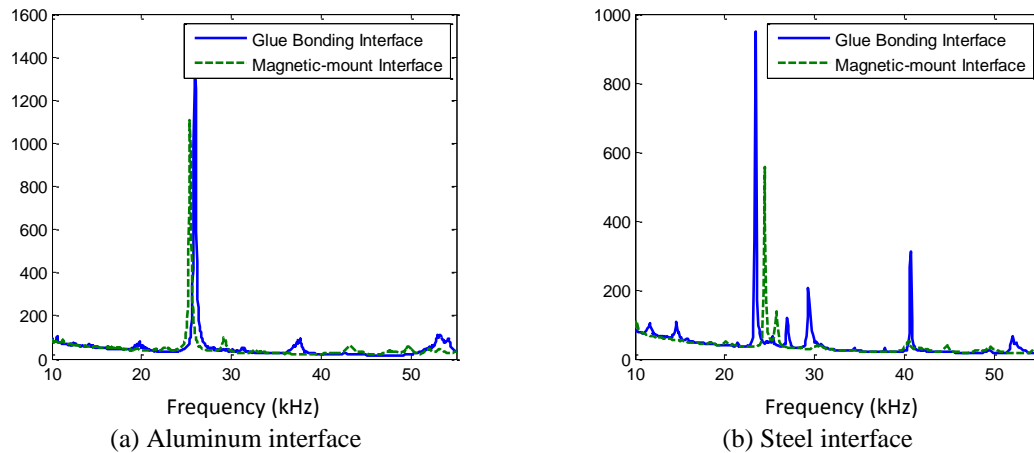 1600
1400
1200
1000
800
600
400
200
0
10 20 30 40 50
Glue Bonding Interface
Magnetic-mount Interface
Frequency (kHz)
(a) Aluminum interface
1000
800
600
400
200
0
10 20 30 40 50
Glue Bonding Interface
Magnetic-mount Interface
Frequency (kHz)
(b) Steel interface